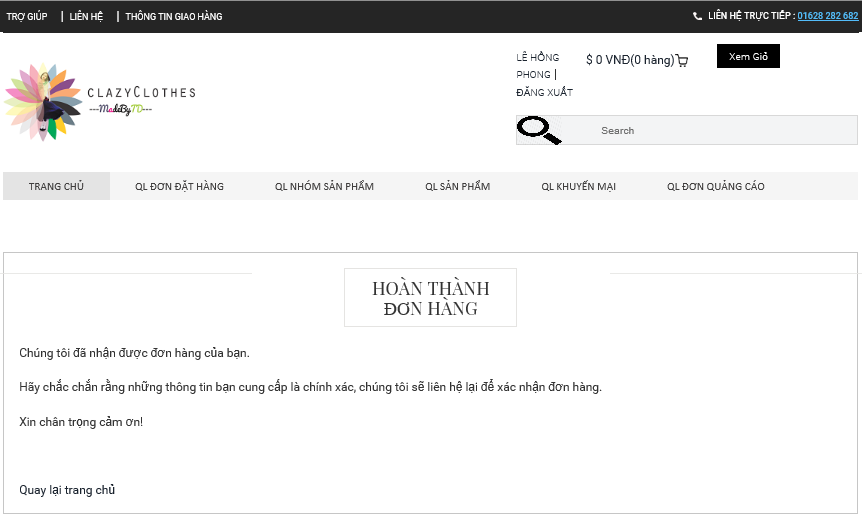 TRỢ GIÚP | LIÊN HỆ | THÔNG TIN GIAO HÀNG
LIÊN HỆ TRỰC TIẾP : 01628 282 682
CLAZYCLOTHES
---MadeByTD---
LÊ HỒNG
PHONG |
ĐĂNG XUẤT
$ 0 VNĐ(0 hàng)
Xem Giỏ
Search
TRANG CHỦ
QL ĐƠN ĐẶT HÀNG
QL NHÓM SẢN PHẨM
QL SẢN PHẨM
QL KHUYẾN MẠI
QL ĐƠN QUẢNG CÁO
HOÀN THÀNH
ĐƠN HÀNG
Chúng tôi đã nhận được đơn hàng của bạn.
Hãy chắc chắn rằng những thông tin bạn cung cấp là chính xác, chúng tôi sẽ liên hệ lại để xác nhận đơn hàng.
Xin chân trọng cảm ơn!
Quay lại trang chủ